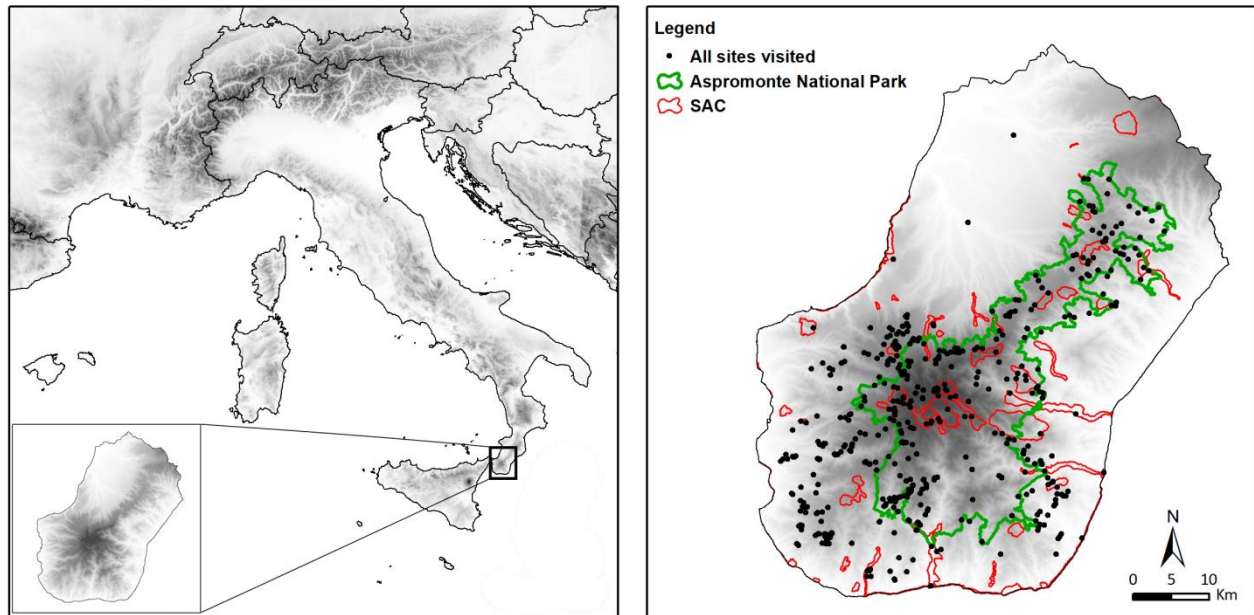 Legend
All sites visited
Aspromonte National Park
SAC
N
0 5 10
Km